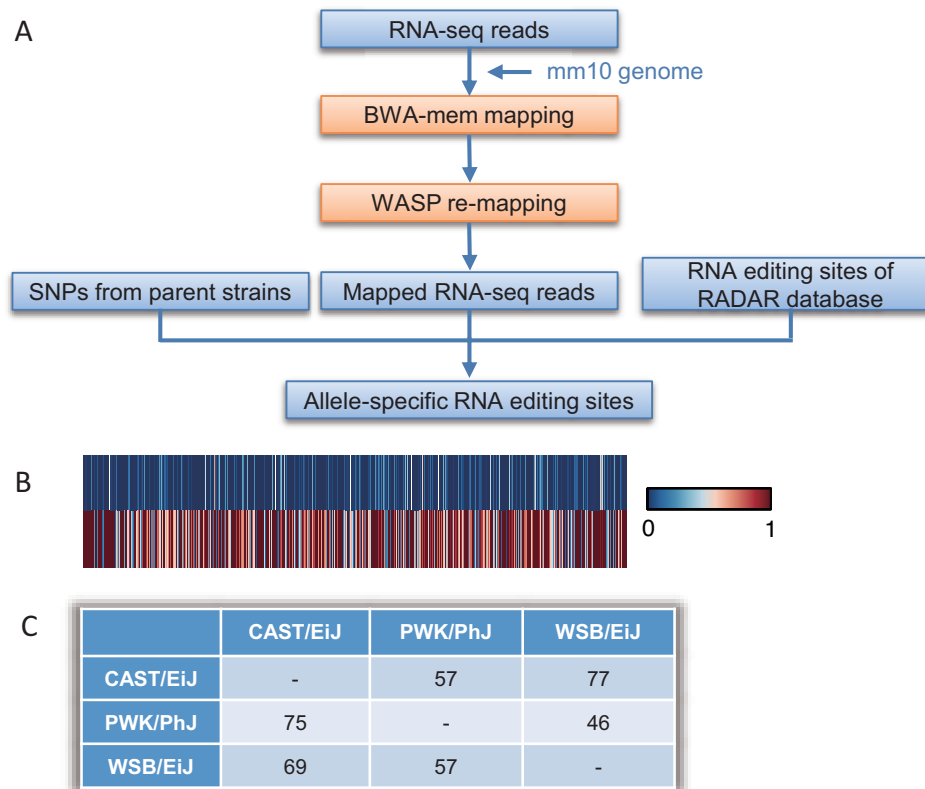 A
RNA-seq reads
mm10 genome
BWA-mem mapping
WASP re-mapping
SNPs from parent strains
Mapped RNA-seq reads
RNA editing sites of
RADAR database
Allele-specific RNA editing sites
B
0 1
C
CAST/EiJ PWK/PhJ WSB/EiJ
CAST/EiJ - 57 77
PWK/PhJ 75 - 46
WSB/EiJ 69 57 -